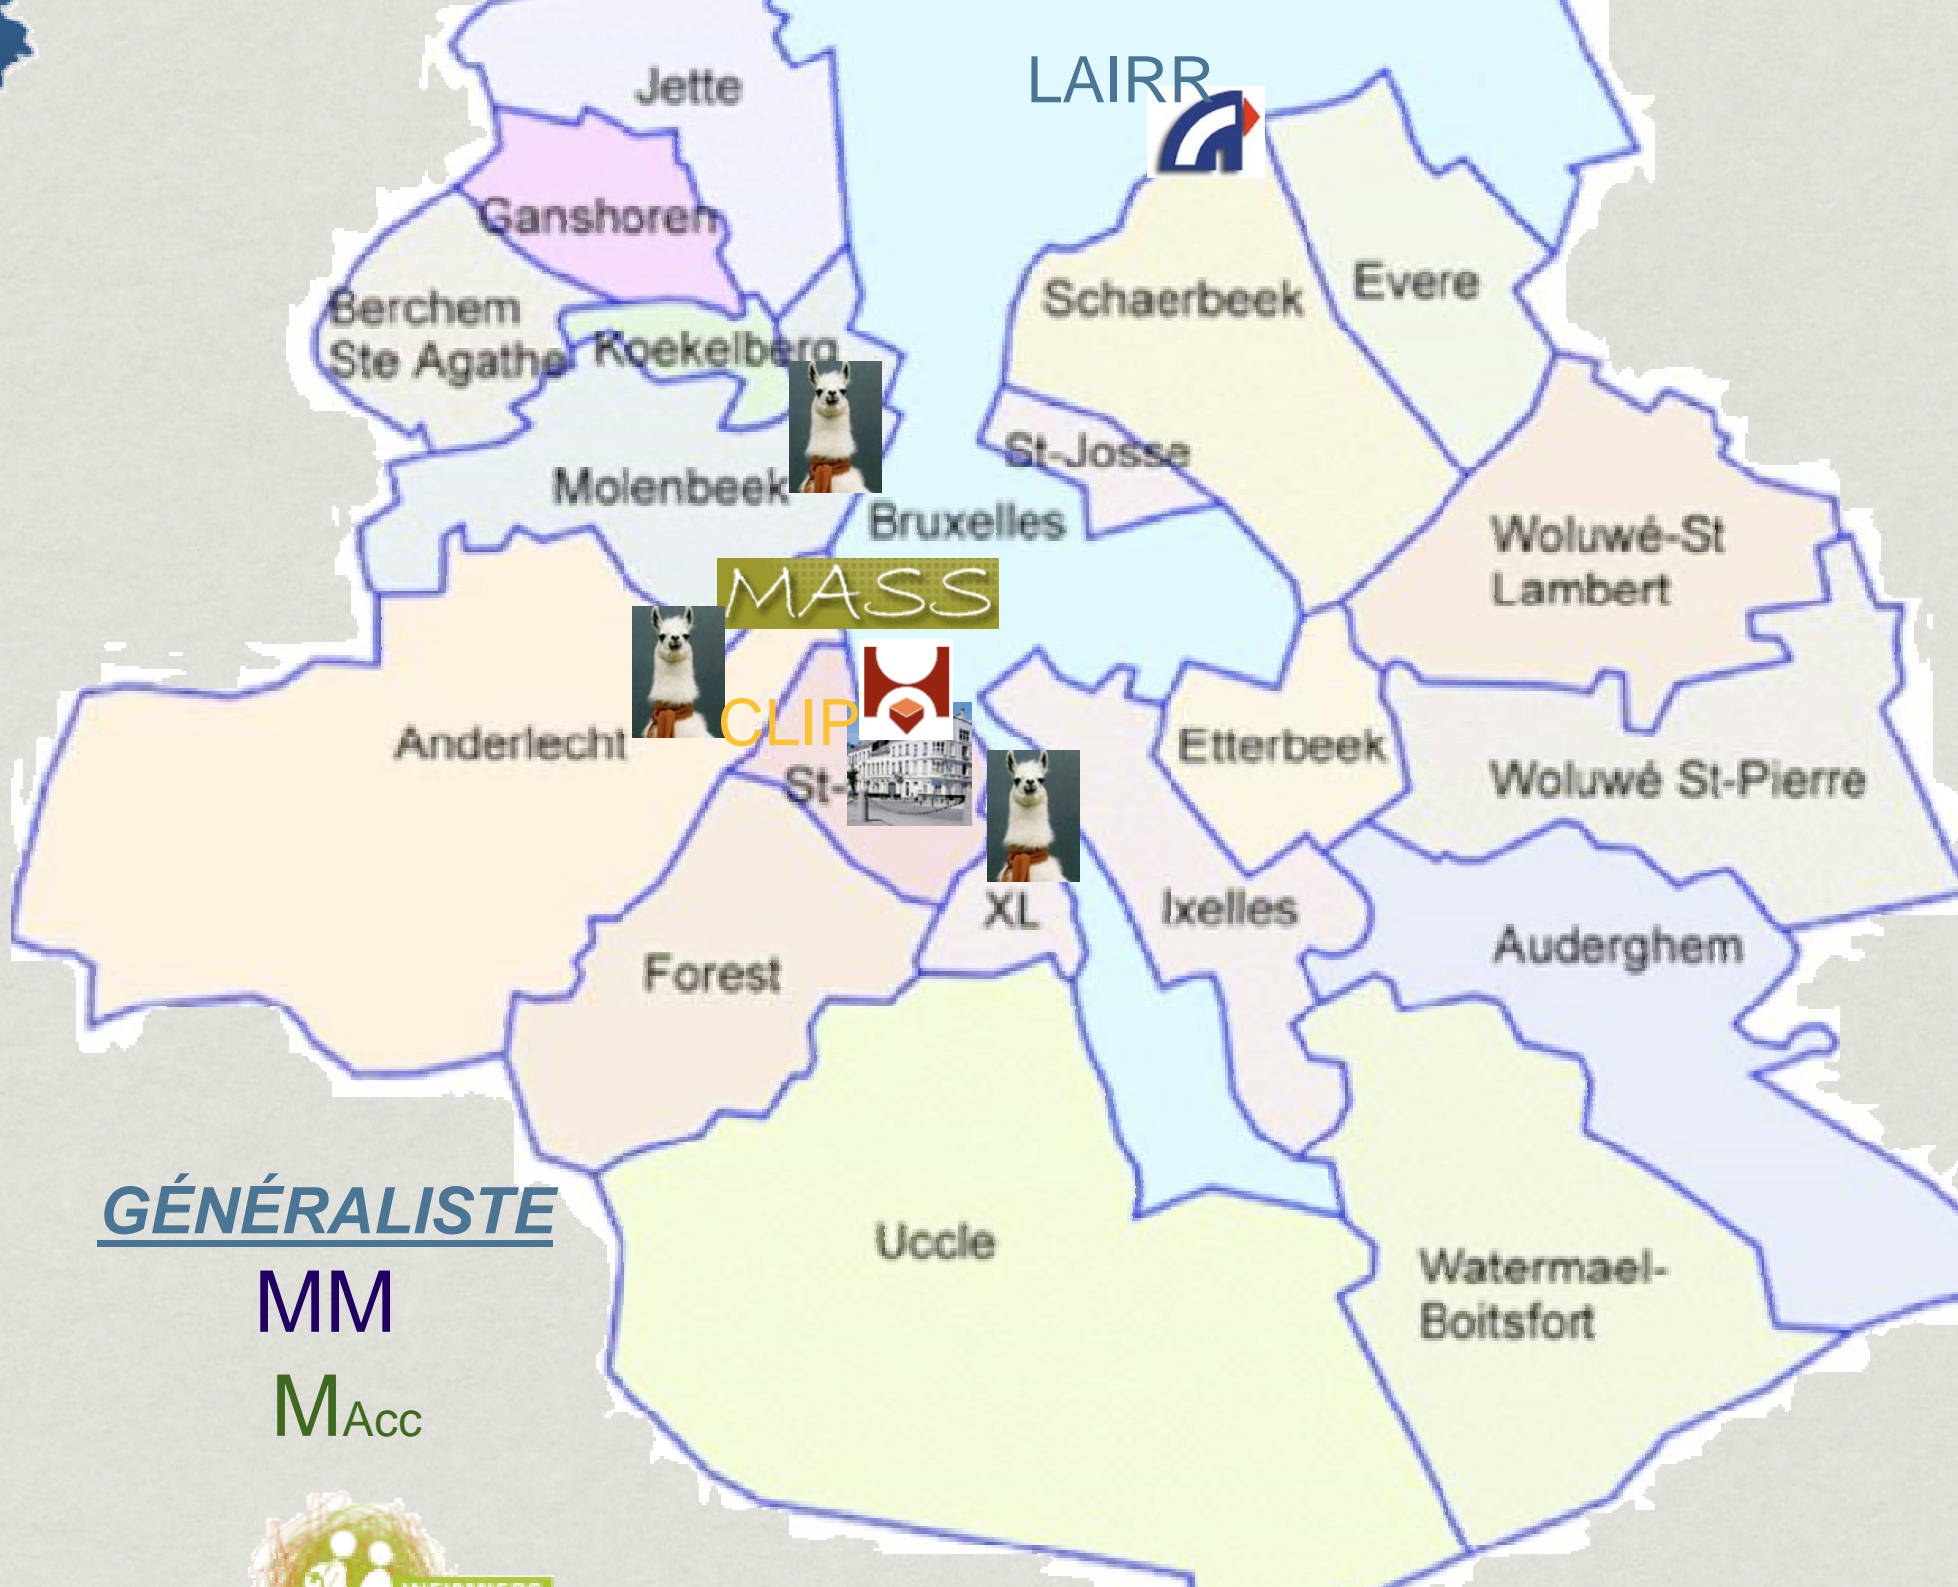 LAIRR
Jette
Ganshoren
Schaerbeek
Evere
Berchem
Ste Agathe
Koekelberg
St-Josse
Molenbeek
Bruxelles
Woluwé-St
Lambert
MASS
CLIP
Anderlecht
Etterbeek
St-
Woluwé St-Pierre
XL
Ixelles
Auderghem
Forest
GÉNÉRALISTE
Uccle
MM
Watermael-
Boitsfort
MAcc